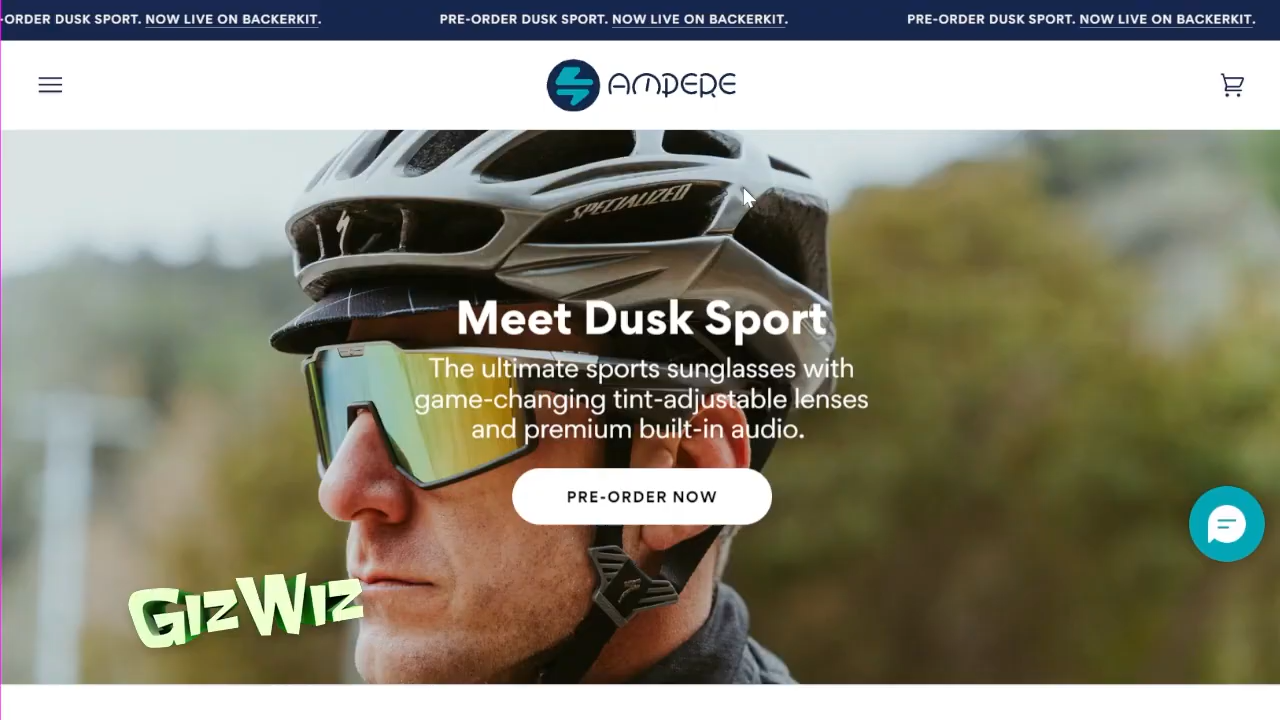 -ORDER DUSK SPORT. NOW LIVE ON BACKERKIT. PRE-ORDER DUSK SPORT. NOW LIVE ON BACKERKIT. PRE-ORDER DUSK SPORT. NOW LIVE ON BACKERKIT.
AMPERE
SPECIALIZED
Meet Dusk Sport
The ultimate sports sunglasses with
game-changing tint-adjustable lenses
and premium built-in audio.
PRE-ORDER NOW
GIZWIZ